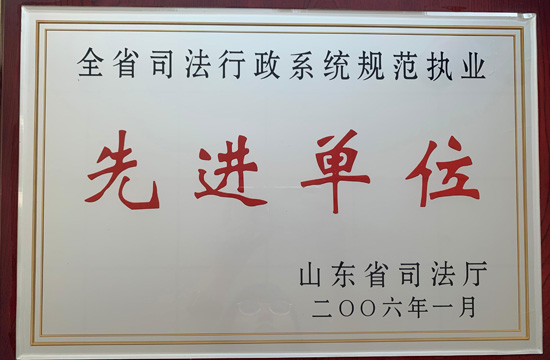 全省司法行政系统规范执业
先进单位
山东省司法厅
二〇〇六年一月